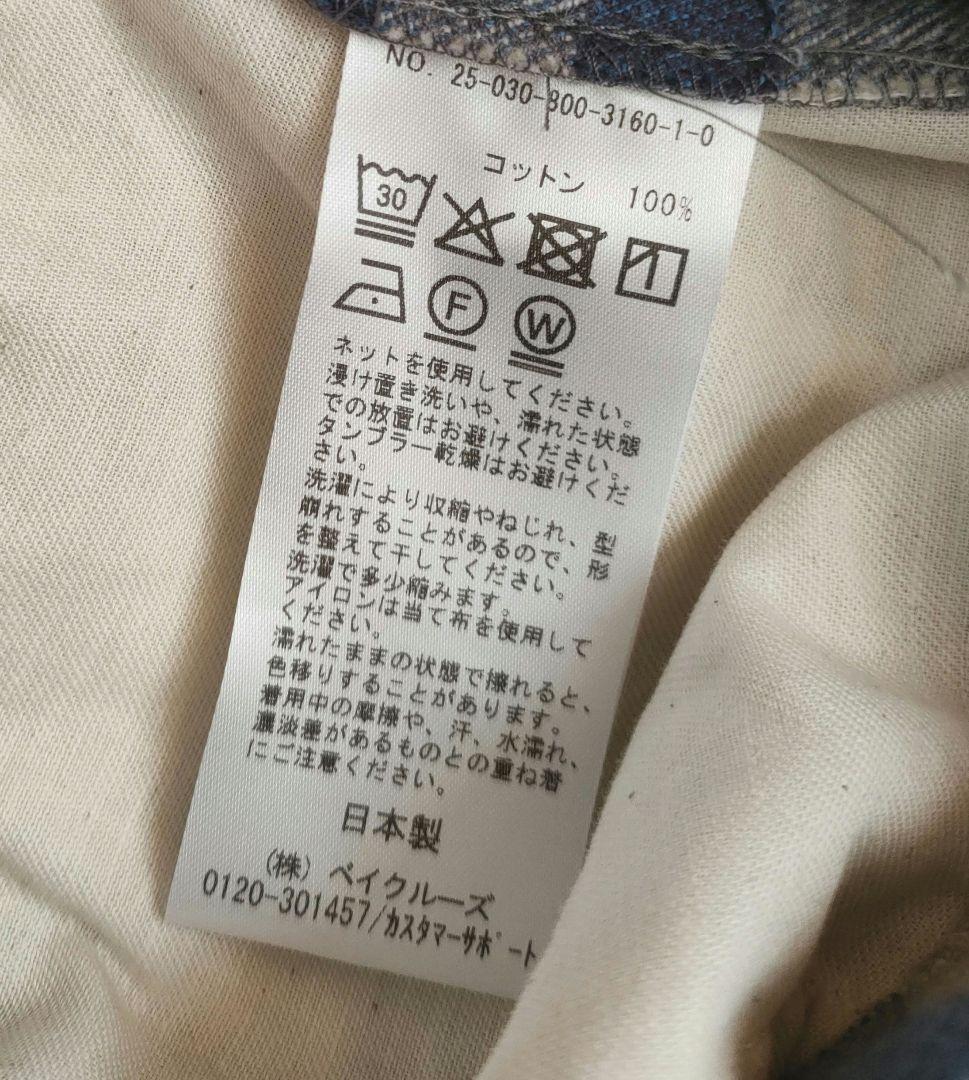 NO. 25-030-800-3160-1-0
コットン 100%
30
F W
ネットを使用してください。
浸け置き洗いや、濡れた状態
での放置はお避けください。
タンブラー乾燥はお避けくだ
さい。
洗濯により収縮やねじれ、型
崩れすることがあるので、形
を整えて干してください。
洗濯で多少縮みます。
アイロンは当て布を使用して
ください。
濡れたままの状態で擦れると、
色移りすることがあります。
着用中の摩擦や、汗、水濡れ、
濃淡差があるものとの重ね着
にご注意ください。
日本製
(株) ベイクルーズ
0120-301457/カスタマーサポート